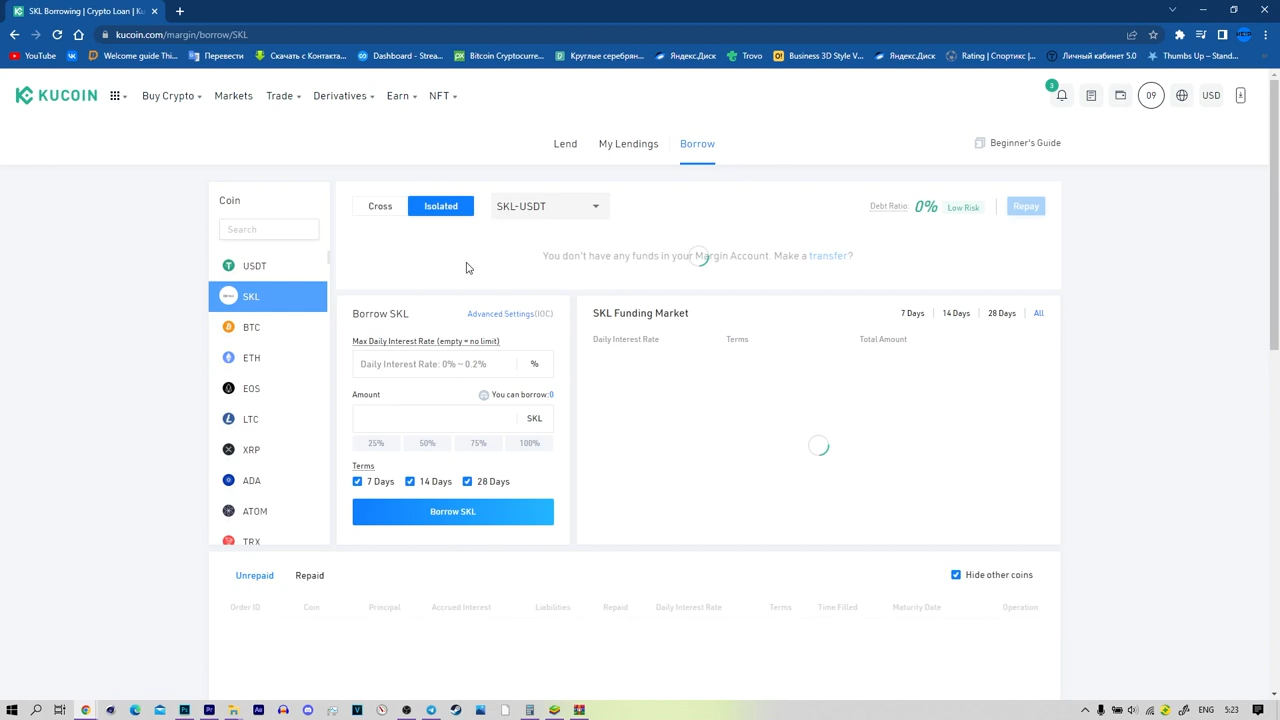 SKL Borrowing | Crypto Loan | Ku
kucoin.com/margin/borrow/SKL
YouTube
Welcome guide Thi...
Перевести
Скачать с Контакта...
Dashboard – Strea...
Bitcoin Cryptocurre...
Круглые серебрян...
Яндекс.Диск
Trovo
Business 3D Style V...
Яндекс.Диск
Rating | Спортикс |...
Личный кабинет 5.0
Thumbs Up – Stand...
KUCOIN
Buy Crypto
Markets
Trade
Derivatives
Earn
NFT
3
09
USD
Lend
My Lendings
Borrow
Beginner's Guide
Coin
Search
USDT
SKL
BTC
ETH
EOS
LTC
XRP
ADA
ATOM
TRX
Cross
Isolated
SKL-USDT
Debt Ratio:
0%
Low Risk
Repay
You don't have any funds in your Margin Account. Make a transfer?
Borrow SKL
Advanced Settings(IOC)
Max Daily Interest Rate (empty = no limit)
Daily Interest Rate: 0% ~ 0.2%
%
Amount
You can borrow:0
SKL
25%
50%
75%
100%
Terms
7 Days
14 Days
28 Days
Borrow SKL
SKL Funding Market
7 Days
14 Days
28 Days
All
Daily Interest Rate
Terms
Total Amount
Unrepaid
Repaid
Hide other coins
Order ID
Coin
Principal
Accrued Interest
Liabilities
Repaid
Daily Interest Rate
Terms
Time Filled
Maturity Date
Operation
5:23